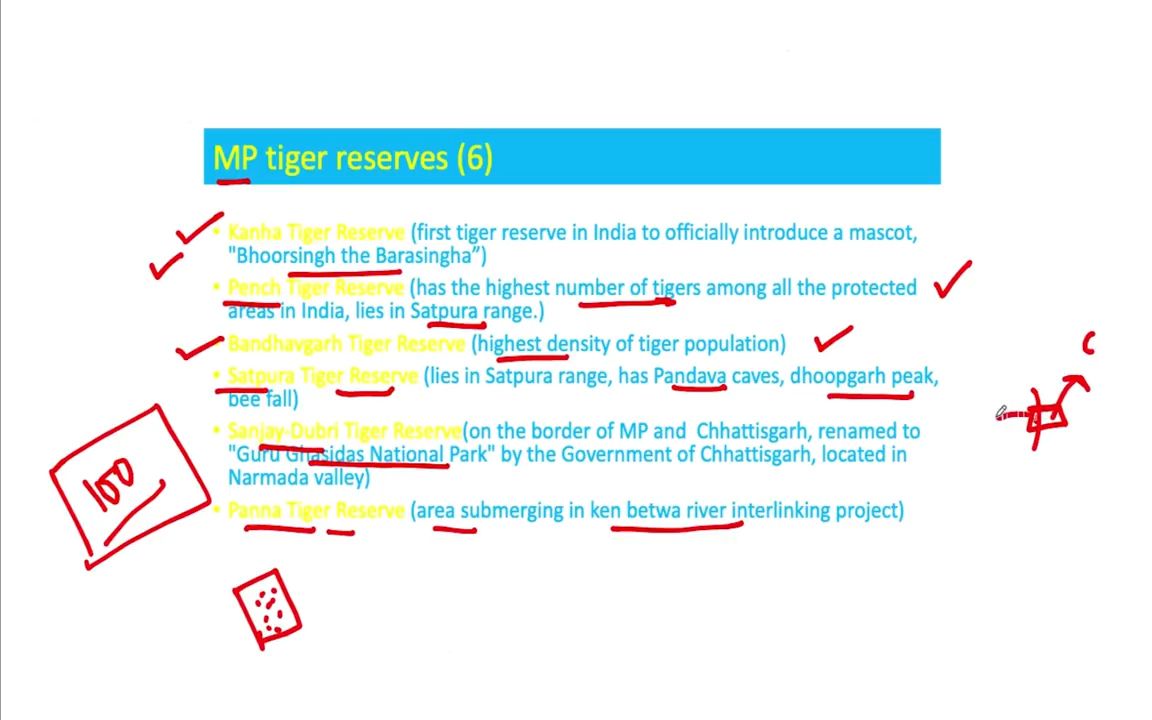 MP tiger reserves (6)
• Kanha Tiger Reserve (first tiger reserve in India to officially introduce a mascot,
"Bhoorsingh the Barasingha”)
• Pench Tiger Reserve (has the highest number of tigers among all the protected
areas in India, lies in Satpura range.)
• Bandhavgarh Tiger Reserve (highest density of tiger population)
• Satpura Tiger Reserve (lies in Satpura range, has Pandava caves, dhoopgarh peak,
bee fall)
• Sanjay-Dubri Tiger Reserve(on the border of MP and Chhattisgarh, renamed to
"Guru Ghasidas National Park" by the Government of Chhattisgarh, located in
Narmada valley)
• Panna Tiger Reserve (area submerging in ken betwa river interlinking project)
100
C